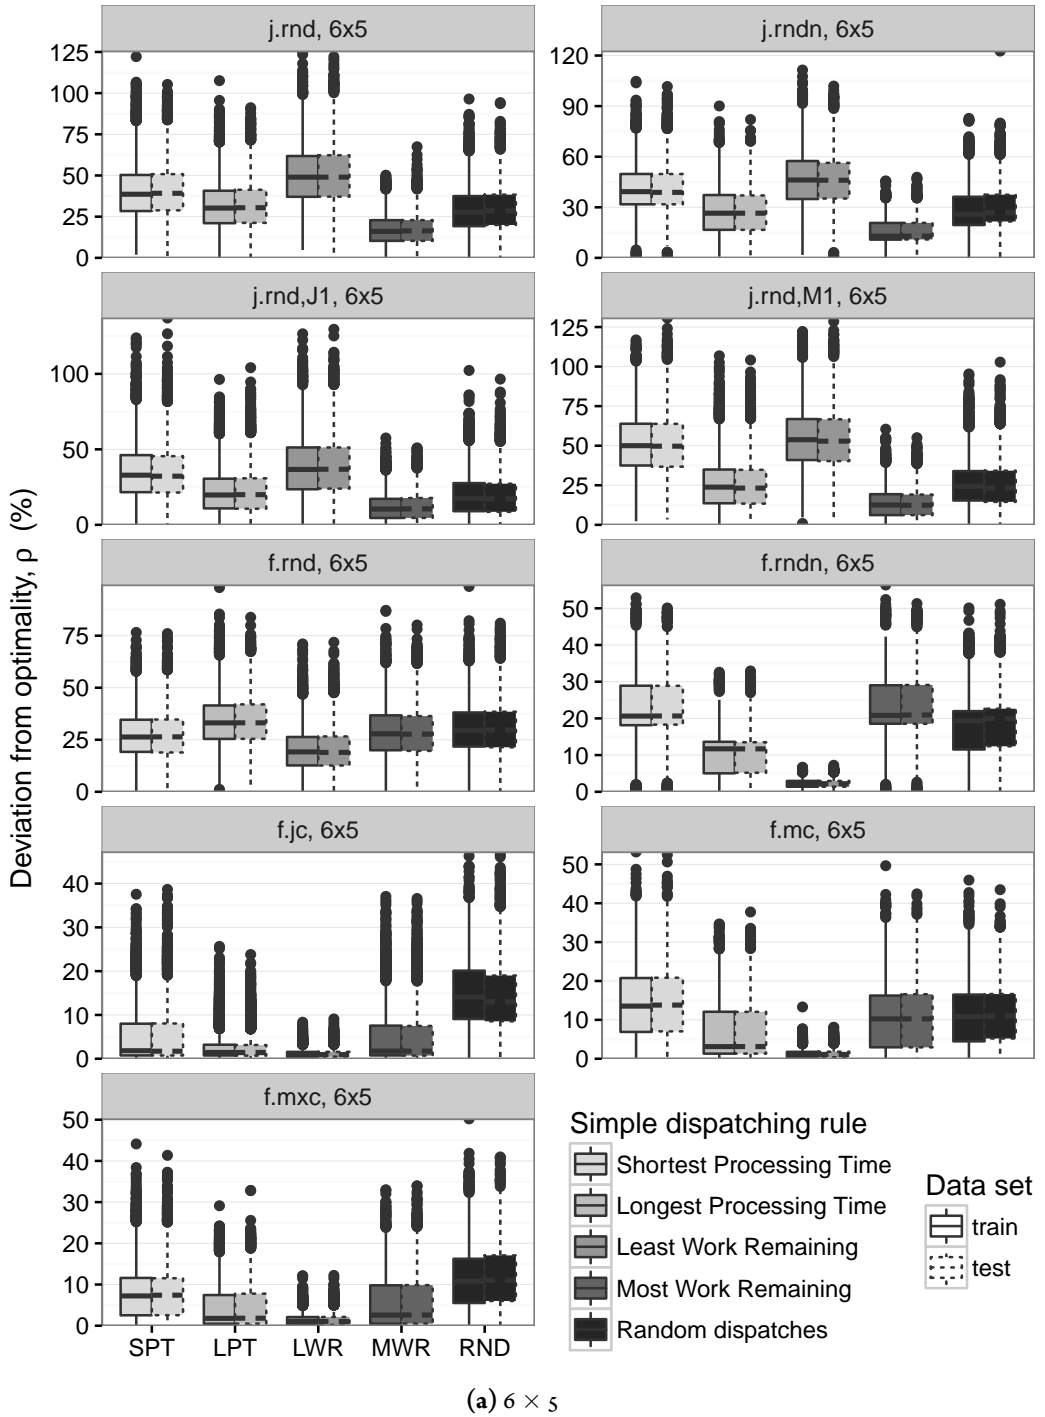 j.rnd, 6x5
j.rndn, 6x5
125
100
75
50
25
0
120
90
60
30
0
j.rnd,J1, 6x5
j.rnd,M1, 6x5
100
50
0
125
100
75
50
25
0
Deviation from optimality, ρ (%)
f.rnd, 6x5
f.rndn, 6x5
75
50
25
0
50
40
30
20
10
0
f.jc, 6x5
f.mc, 6x5
40
30
20
10
0
50
40
30
20
10
0
f.mxc, 6x5
50
40
30
20
10
0
SPT LPT LWR MWR RND
Simple dispatching rule
Shortest Processing Time
Longest Processing Time
Least Work Remaining
Most Work Remaining
Random dispatches
Data set
train
test
(a) 6 × 5